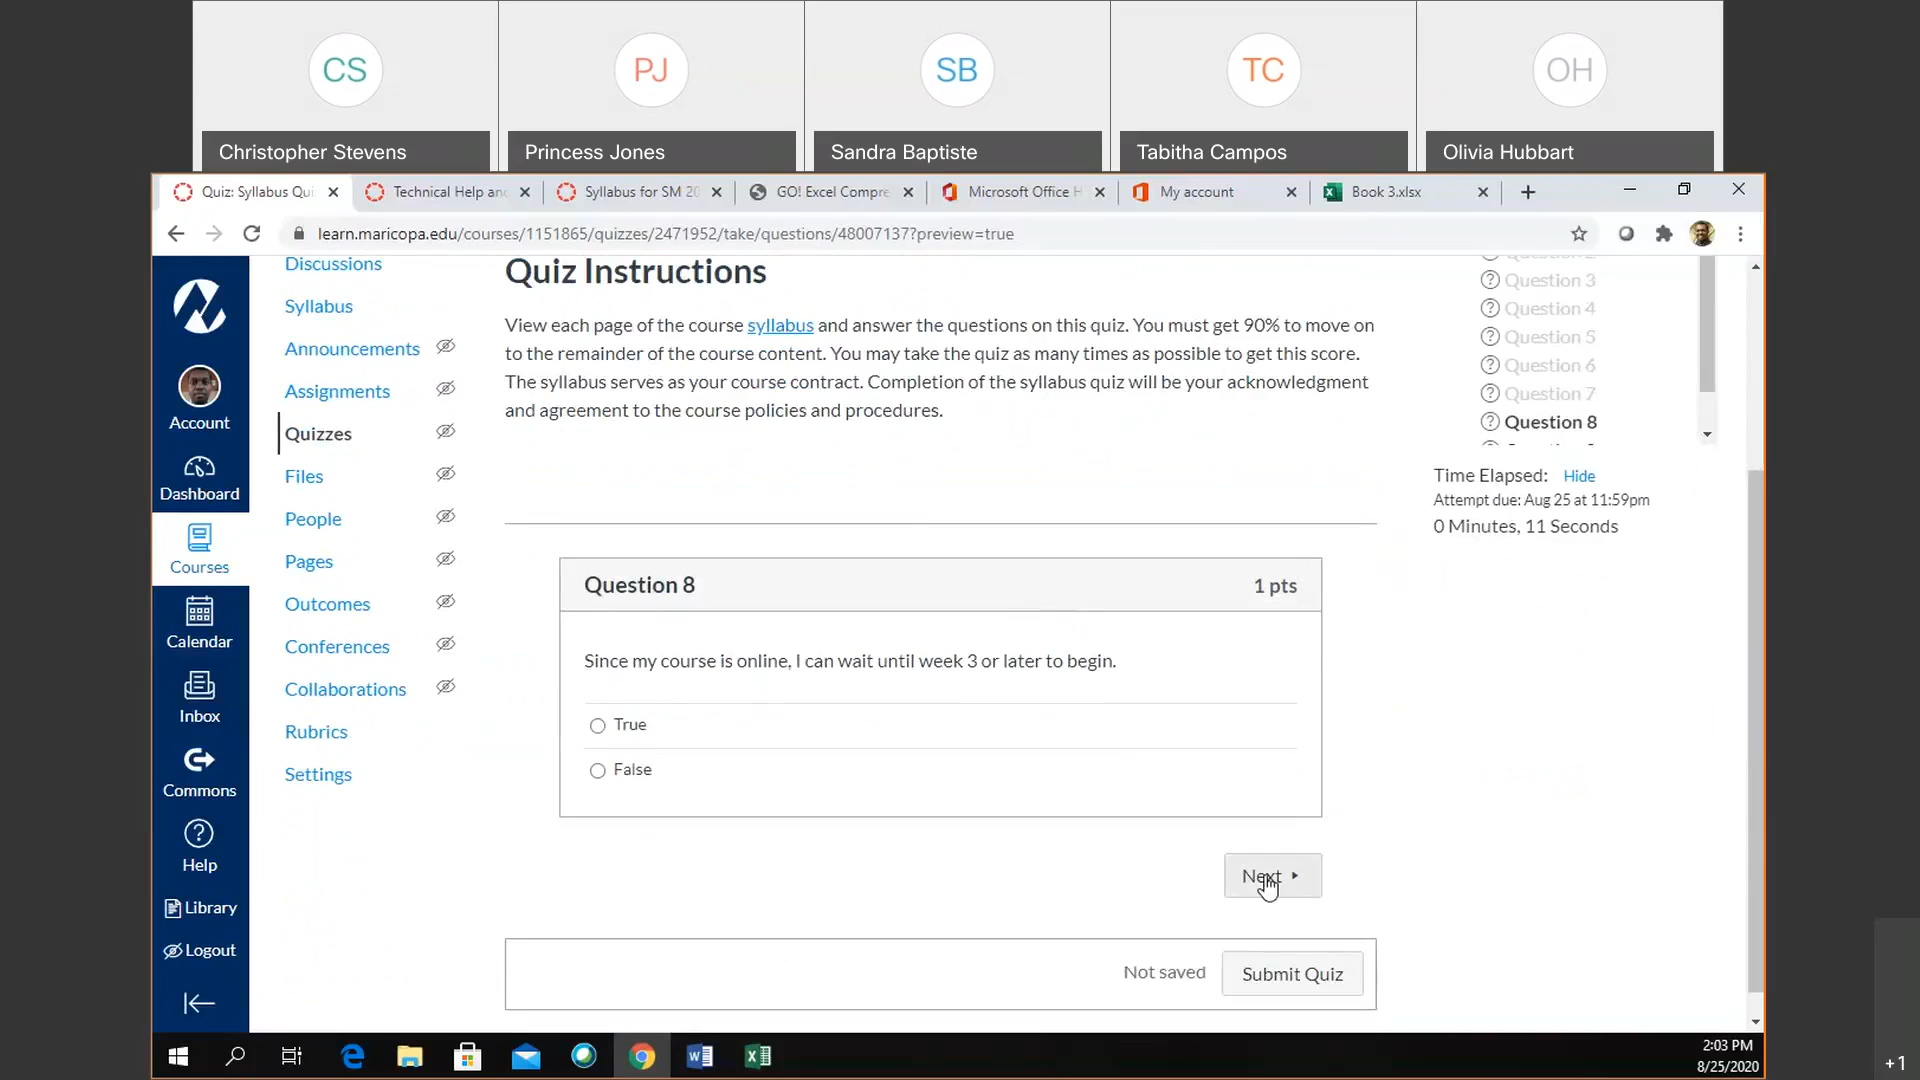 CS
PJ
SB
TC
OH
Christopher Stevens
Princess Jones
Sandra Baptiste
Tabitha Campos
Olivia Hubbart
Quiz: Syllabus Qui
Technical Help and
Syllabus for SM 20
GO! Excel Compre
Microsoft Office H
My account
Book 3.xlsx
learn.maricopa.edu/courses/1151865/quizzes/2471952/take/questions/48007137?preview=true
Account
Dashboard
Courses
Calendar
Inbox
Commons
Help
Library
Logout
Discussions
Syllabus
Announcements
Assignments
Quizzes
Files
People
Pages
Outcomes
Conferences
Collaborations
Rubrics
Settings
Quiz Instructions
View each page of the course syllabus and answer the questions on this quiz. You must get 90% to move on
to the remainder of the course content. You may take the quiz as many times as possible to get this score.
The syllabus serves as your course contract. Completion of the syllabus quiz will be your acknowledgment
and agreement to the course policies and procedures.
Question 8
1 pts
Since my course is online, I can wait until week 3 or later to begin.
True
False
Next
Not saved
Submit Quiz
Question 3
Question 4
Question 5
Question 6
Question 7
Question 8
Time Elapsed: Hide
Attempt due: Aug 25 at 11:59pm
0 Minutes, 11 Seconds
2:03 PM
8/25/2020
+1